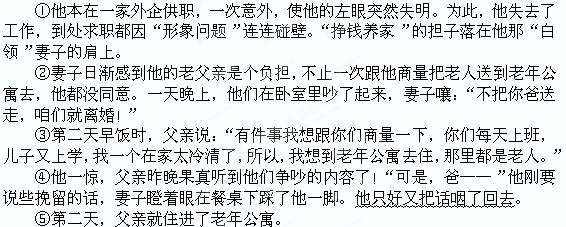 ①他本在一家外企供职，一次意外，使他的左眼突然失明。为此，他失去了
工作，到处求职都因“形象问题”连连碰壁。“挣钱养家”的担子落在他那“白
领”妻子的肩上。
②妻子日渐感到他的老父亲是个负担，不止一次跟他商量把老人送到老年公
寓去，他都没同意。一天晚上，他们在卧室里吵了起来，妻子嚷：“不把你爸送
走，咱们就离婚！”
③第二天早饭时，父亲说：“有件事我想跟你们商量一下，你们每天上班，
儿子又上学，我一个在家太冷清了，所以，我想到老年公寓去住，那里都是老人。”
④他一惊，父亲昨晚果真听到他们争吵的内容了！“可是，爸——”他刚要
说些挽留的话，妻子瞪着眼在餐桌下踩了他一脚。他只好又把话咽了回去。
⑤第二天，父亲就住进了老年公寓。